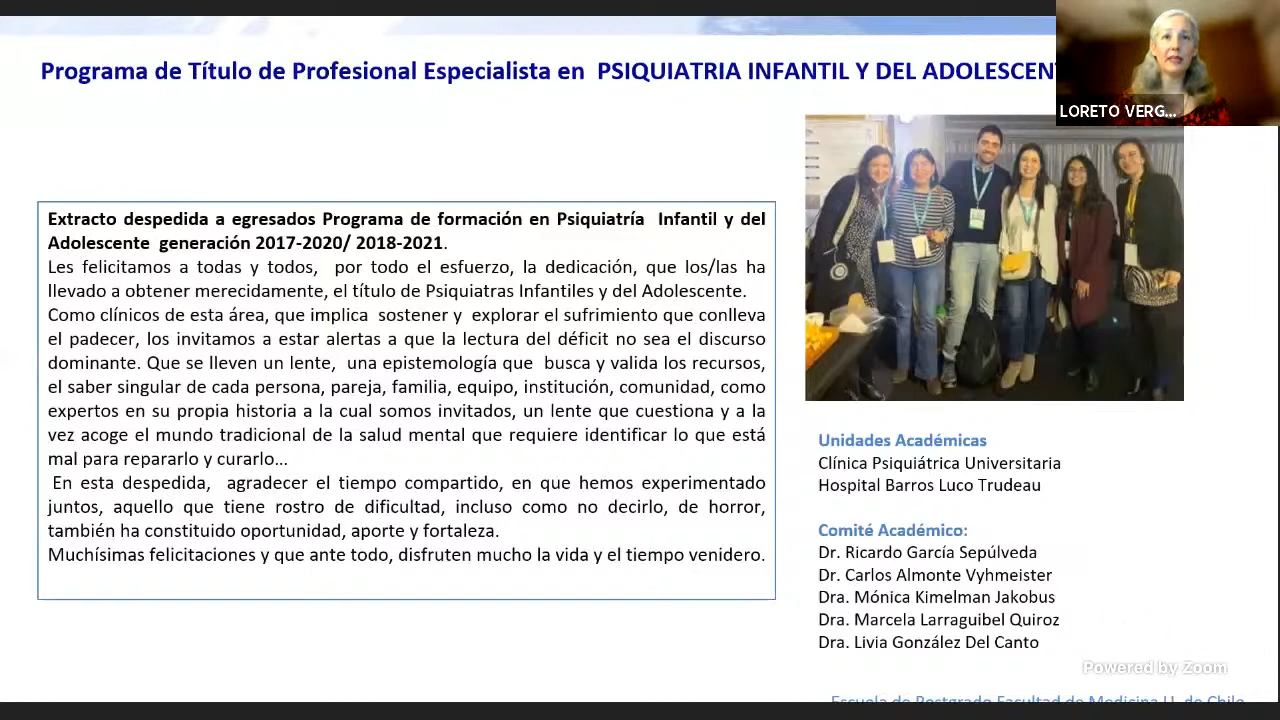 Programa de Título de Profesional Especialista en PSIQUIATRIA INFANTIL Y DEL ADOLESCENT
LORETO VERG...
Extracto despedida a egresados Programa de formación en Psiquiatría Infantil y del
Adolescente generación 2017-2020/ 2018-2021.
Les felicitamos a todas y todos, por todo el esfuerzo, la dedicación, que los/las ha
llevado a obtener merecidamente, el título de Psiquiatras Infantiles y del Adolescente.
Como clínicos de esta área, que implica sostener y explorar el sufrimiento que conlleva
el padecer, los invitamos a estar alertas a que la lectura del déficit no sea el discurso
dominante. Que se lleven un lente, una epistemología que busca y valida los recursos,
el saber singular de cada persona, pareja, familia, equipo, institución, comunidad, como
expertos en su propia historia a la cual somos invitados, un lente que cuestiona y a la
vez acoge el mundo tradicional de la salud mental que requiere identificar lo que está
mal para repararlo y curarlo...
En esta despedida, agradecer el tiempo compartido, en que hemos experimentado
juntos, aquello que tiene rostro de dificultad, incluso como no decirlo, de horror,
también ha constituido oportunidad, aporte y fortaleza.
Muchísimas felicitaciones y que ante todo, disfruten mucho la vida y el tiempo venidero.
Unidades Académicas
Clínica Psiquiátrica Universitaria
Hospital Barros Luco Trudeau
Comité Académico:
Dr. Ricardo García Sepúlveda
Dr. Carlos Almonte Vyhmeister
Dra. Mónica Kimelman Jakobus
Dra. Marcela Larraguibel Quiroz
Dra. Livia González Del Canto
Powered by Zoom
Escuela de Postgrado Facultad de Medicina U. de Chile